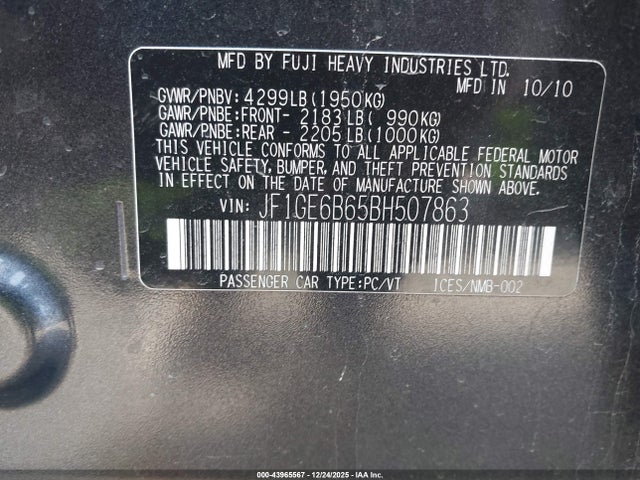 MFD BY FUJI HEAVY INDUSTRIES LTD.
MFD IN 10/10
GVWR/PNBV: 4299LB(1950KG)
GAWR/PNBE:FRONT- 2183LB( 990KG)
GAWR/PNBE:REAR - 2205LB(1000KG)
THIS VEHICLE CONFORMS TO ALL APPLICABLE FEDERAL MOTOR
VEHICLE SAFETY, BUMPER, AND THEFT PREVENTION STANDARDS
IN EFFECT ON THE DATE OF MANUFACTURE SHOWN ABOVE.
VIN: JF1GE6B65BH507863
PASSENGER CAR TYPE:PC/VT ICES/NMB-002
000-43965567 - 12/24/2025 - IAA Inc.